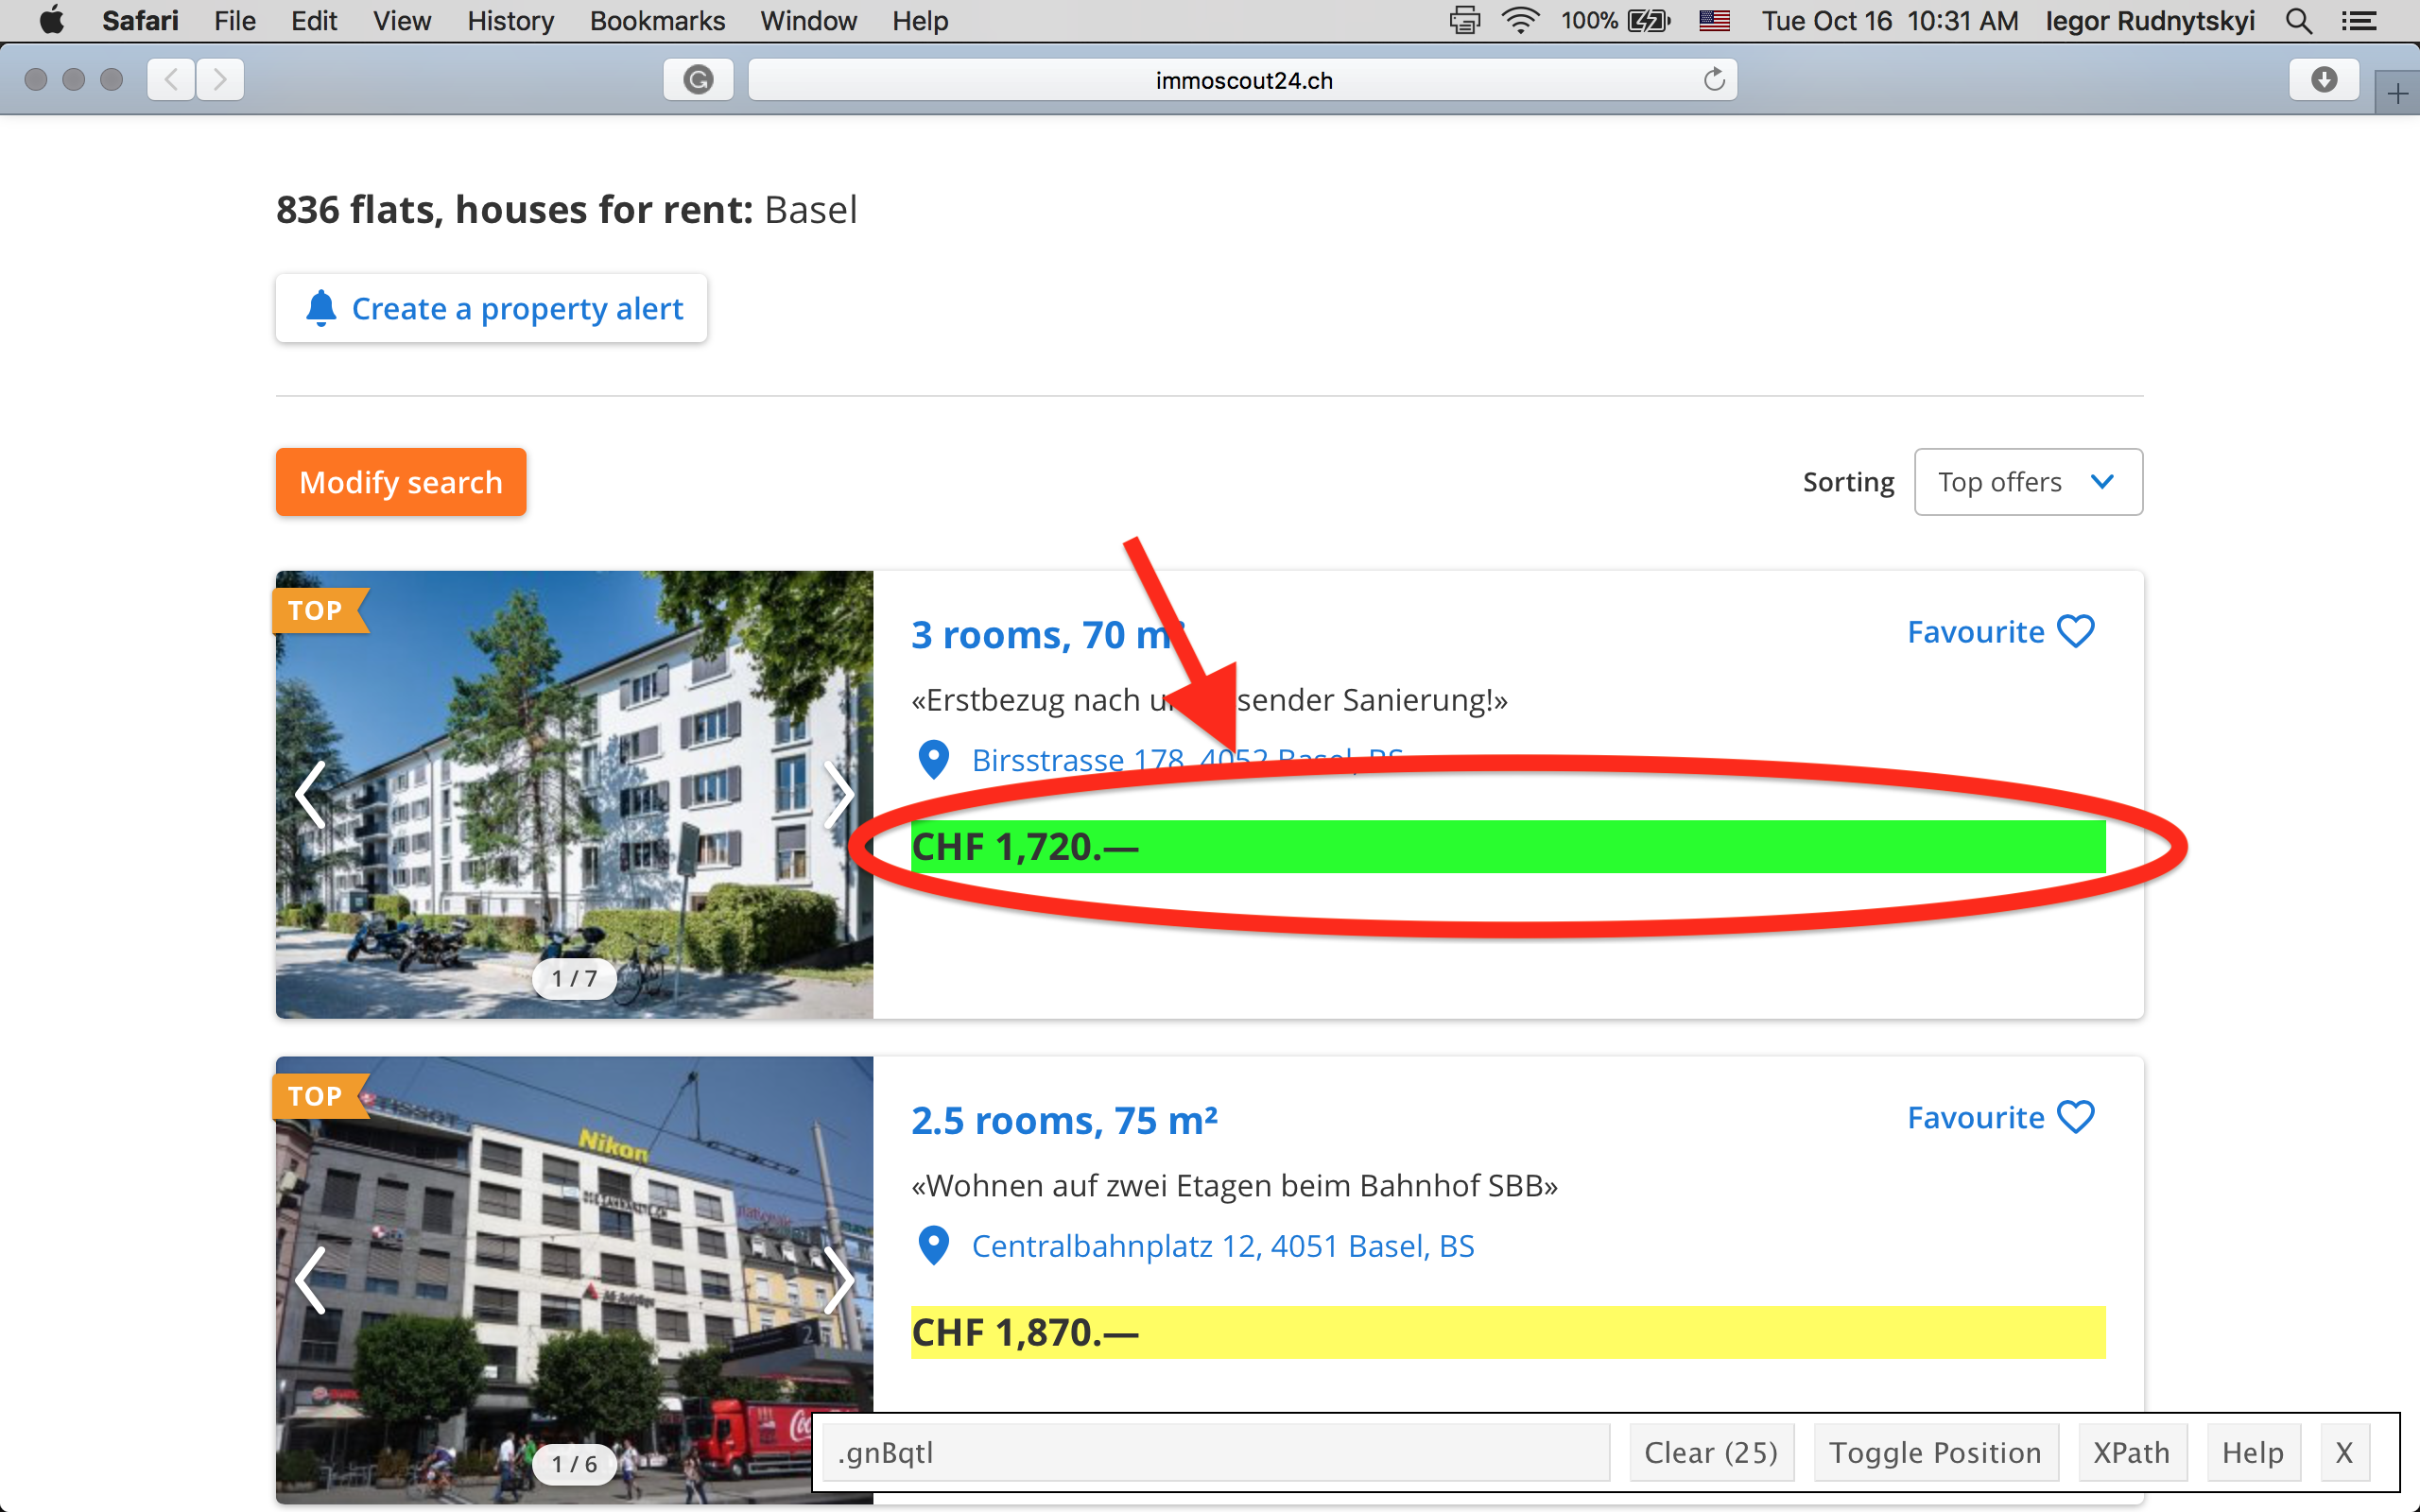 Safari File Edit View History Bookmarks Window Help 100% Tue Oct 16 10:31 AM Iegor Rudnytskyi
immoscout24.ch
836 flats, houses for rent: Basel
Create a property alert
Modify search
Sorting Top offers
TOP
3 rooms, 70 m²
Favourite
«Erstbezug nach sender Sanierung!»
Birsstrasse 178, 4052 Basel, BS
CHF 1,720.—
1 / 7
TOP
TISSOT
Nikon
2.5 rooms, 75 m²
Favourite
«Wohnen auf zwei Etagen beim Bahnhof SBB»
Centralbahnplatz 12, 4051 Basel, BS
CHF 1,870.—
1 / 6
.gnBqtl Clear (25) Toggle Position XPath Help X